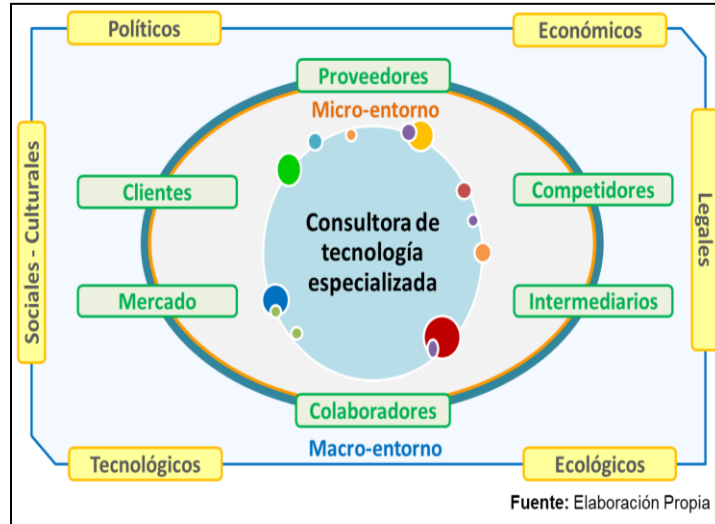 Políticos
Económicos
Proveedores
Micro-entorno
Sociales - Culturales
Clientes
Competidores
Legales
Consultora de
tecnología
especializada
Mercado
Intermediarios
Colaboradores
Macro-entorno
Tecnológicos
Ecológicos
Fuente: Elaboración Propia